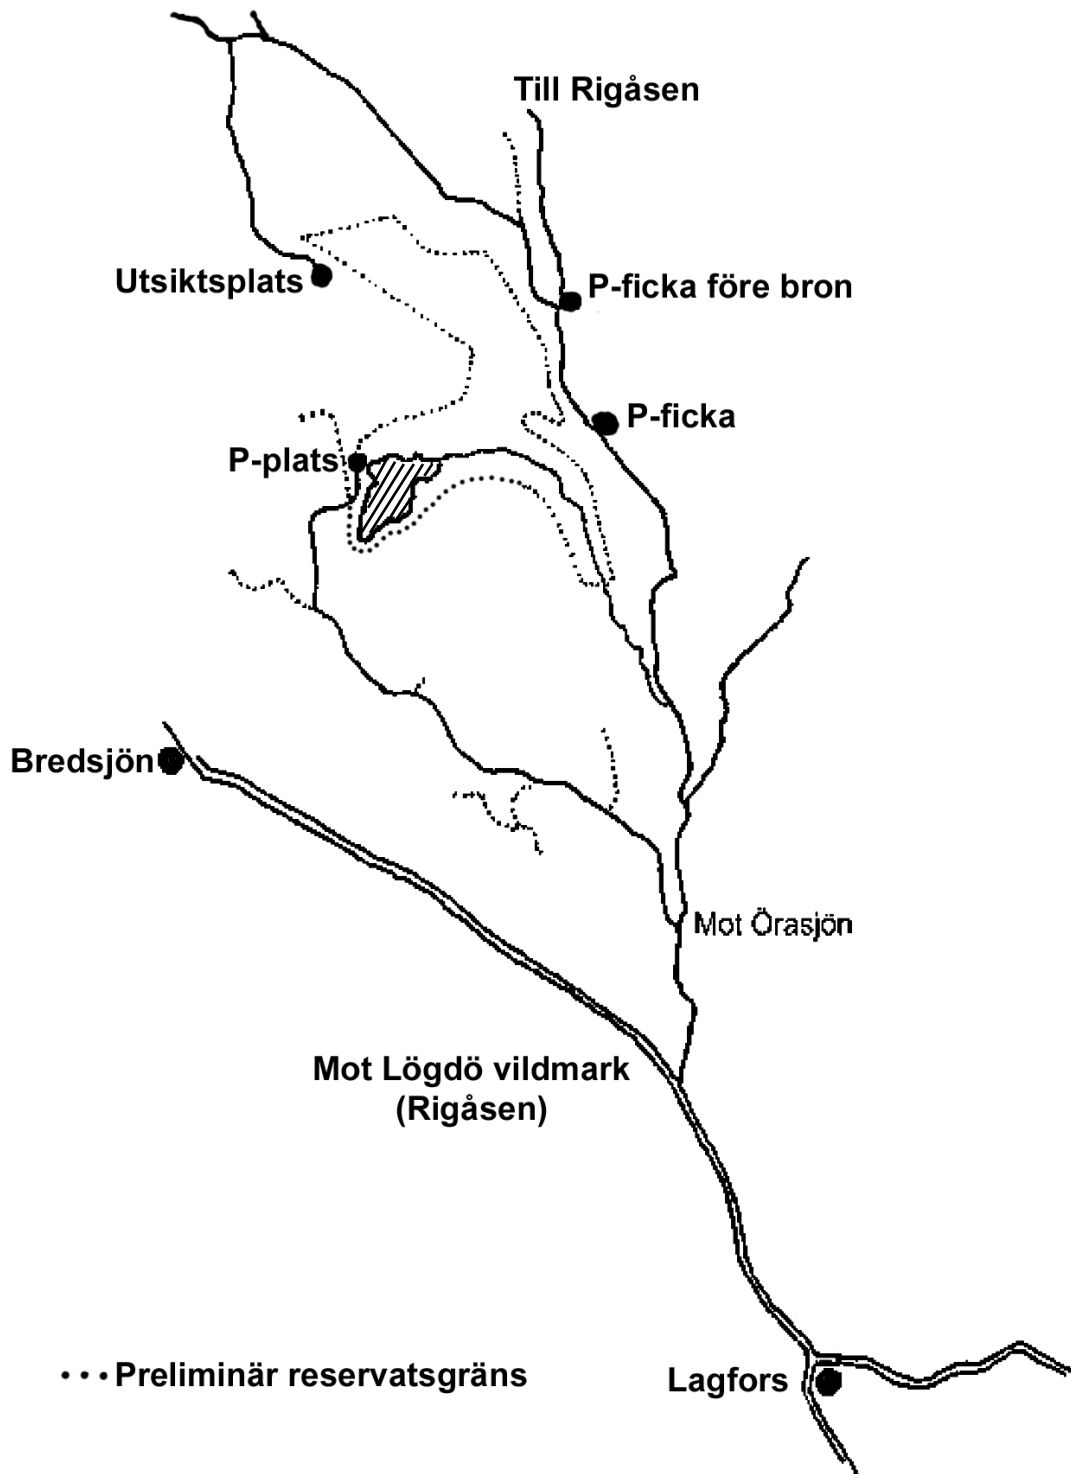 Till Rigåsen
Utsiktsplats
P-ficka före bron
P-ficka
P-plats
Bredsjön
Mot Örasjön
Mot Lögdö vildmark
(Rigåsen)
Preliminär reservatsgräns
Lagfors